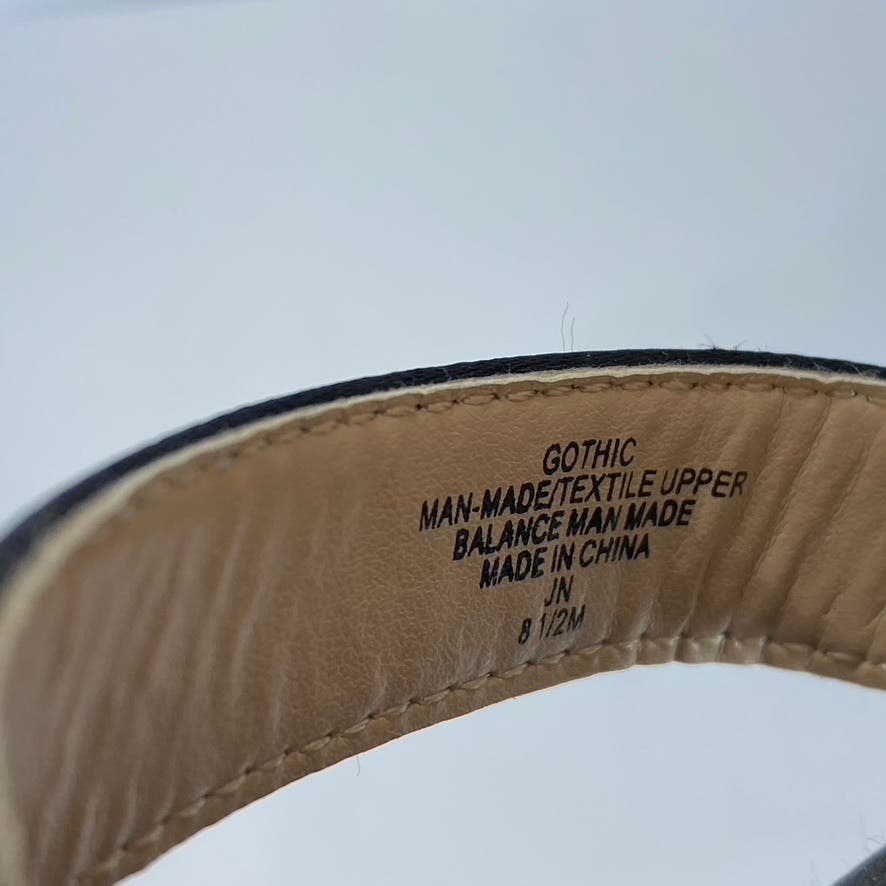 GOTHIC
MAN-MADE/TEXTILE UPPER
BALANCE MAN MADE
MADE IN CHINA
JN
8 1/2M